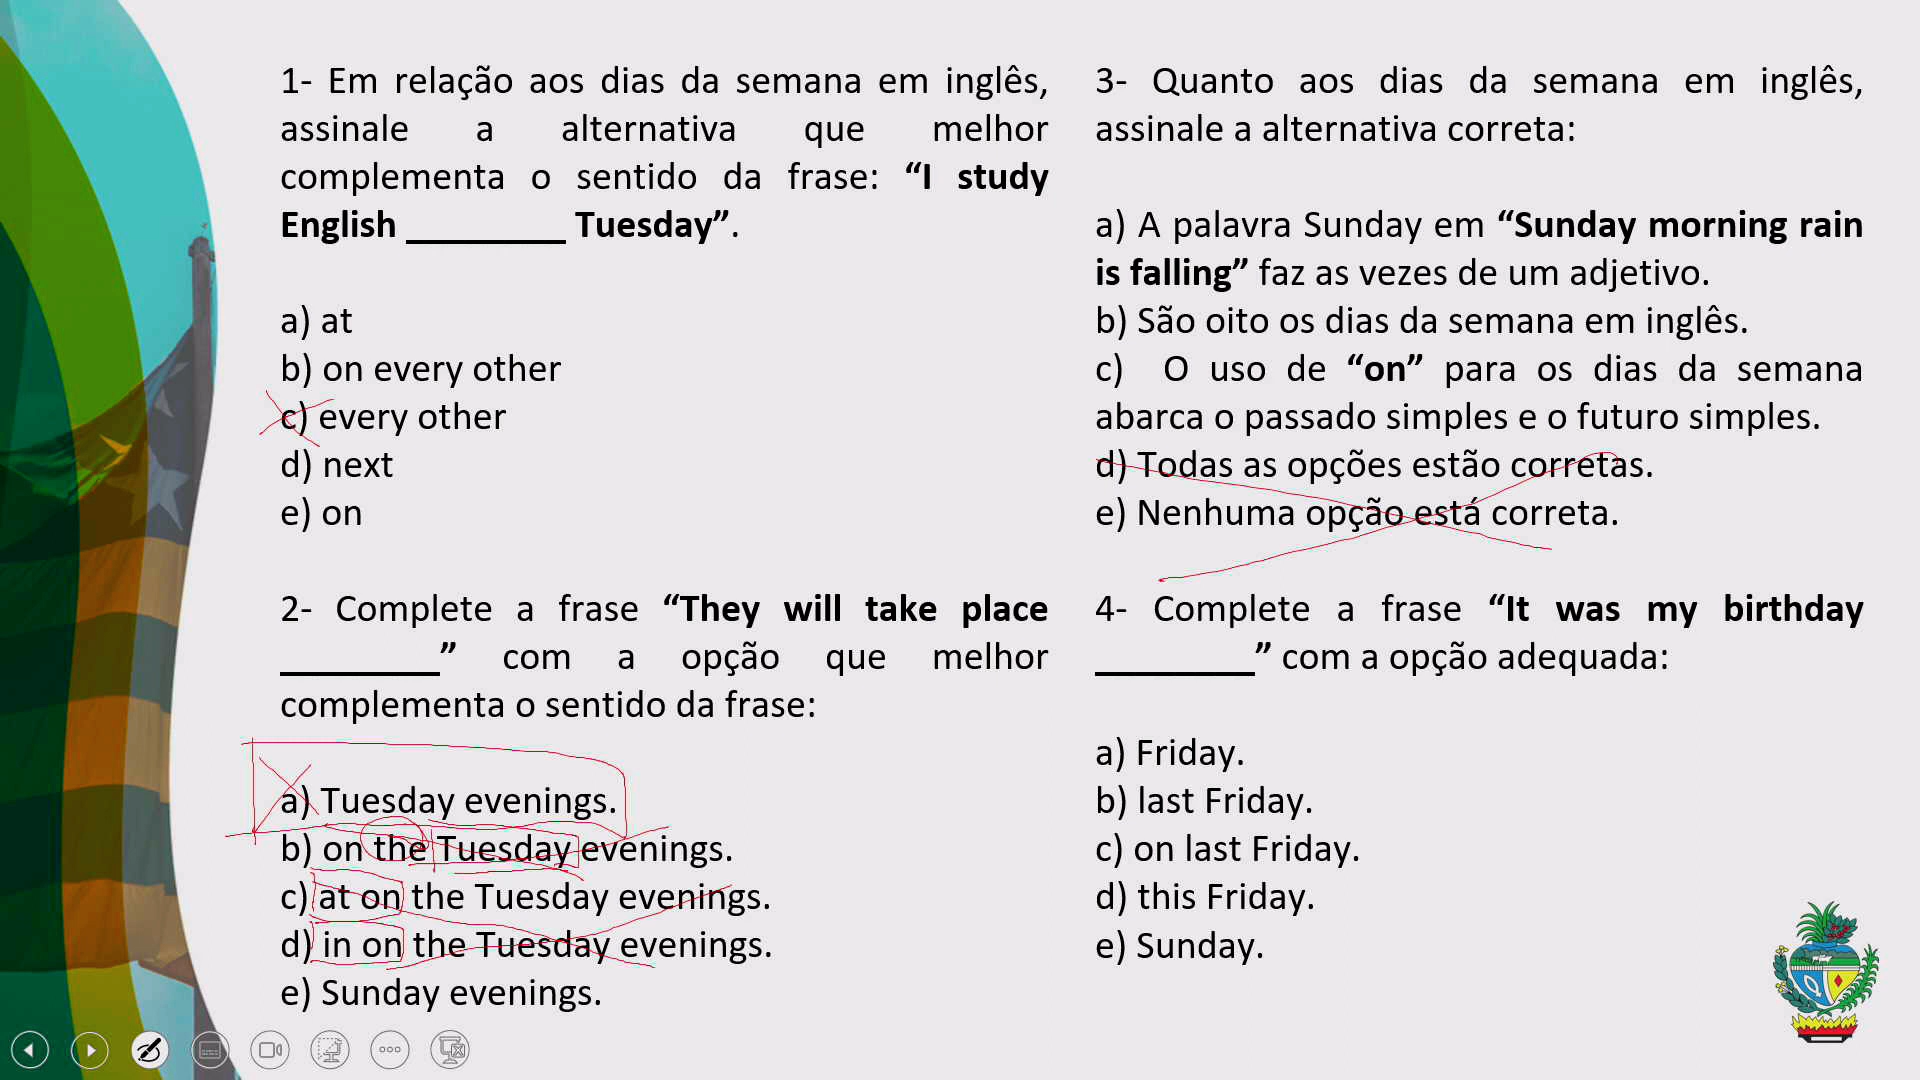 1- Em relação aos dias da semana em inglês,
assinale a alternativa que melhor
complementa o sentido da frase: “I study
English ________ Tuesday”.
a) at
b) on every other
c) every other
d) next
e) on
2- Complete a frase “They will take place
________” com a opção que melhor
complementa o sentido da frase:
a) Tuesday evenings.
b) on the Tuesday evenings.
c) at on the Tuesday evenings.
d) in on the Tuesday evenings.
e) Sunday evenings.
3- Quanto aos dias da semana em inglês,
assinale a alternativa correta:
a) A palavra Sunday em “Sunday morning rain
is falling” faz as vezes de um adjetivo.
b) São oito os dias da semana em inglês.
c) O uso de “on” para os dias da semana
abarca o passado simples e o futuro simples.
d) Todas as opções estão corretas.
e) Nenhuma opção está correta.
4- Complete a frase “It was my birthday
________” com a opção adequada:
a) Friday.
b) last Friday.
c) on last Friday.
d) this Friday.
e) Sunday.